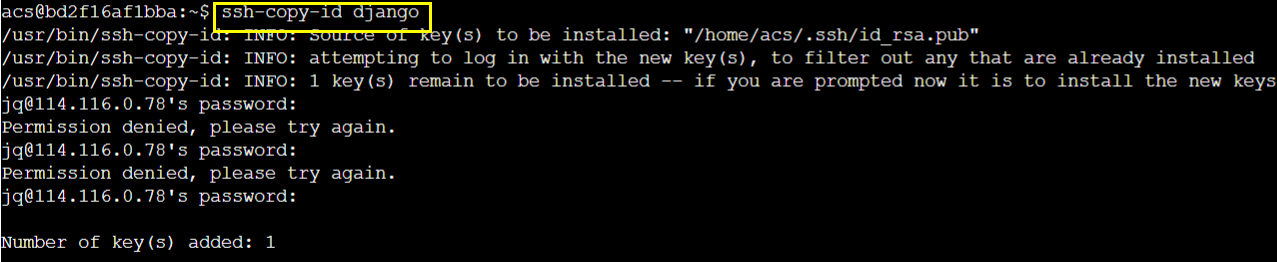 acs@bd2f16af1bba:~$ ssh-copy-id django
/usr/bin/ssh-copy-id: INFO: Source of key(s) to be installed: "/home/acs/.ssh/id_rsa.pub"
/usr/bin/ssh-copy-id: INFO: attempting to log in with the new key(s), to filter out any that are already installed
/usr/bin/ssh-copy-id: INFO: 1 key(s) remain to be installed -- if you are prompted now it is to install the new keys
jq@114.116.0.78's password:
Permission denied, please try again.
jq@114.116.0.78's password:
Permission denied, please try again.
jq@114.116.0.78's password:
Number of key(s) added: 1